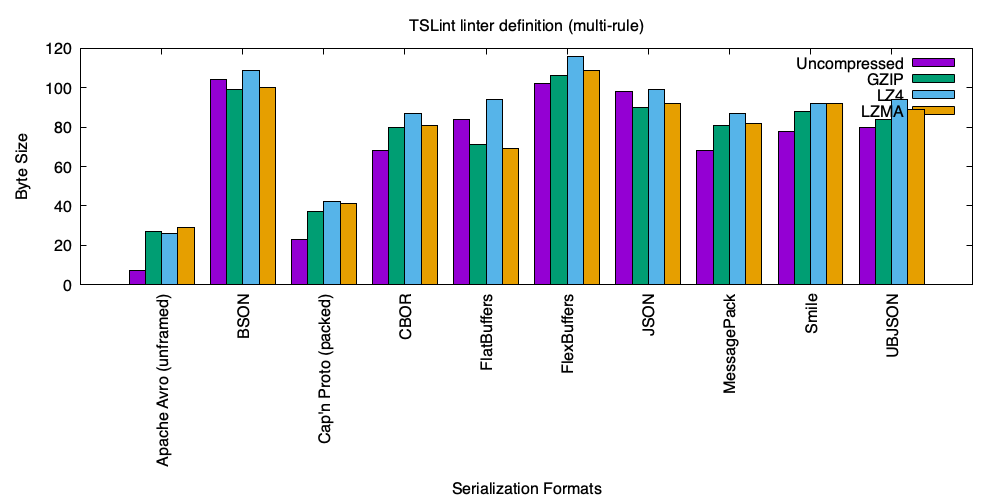 TSLint linter definition (multi-rule)
120
100
80
60
40
20
0
Byte Size
Uncompressed
GZIP
LZ4
LZMA
Apache Avro (unframed)
BSON
Cap'n Proto (packed)
CBOR
FlatBuffers
FlexBuffers
JSON
MessagePack
Smile
UBJSON
Serialization Formats